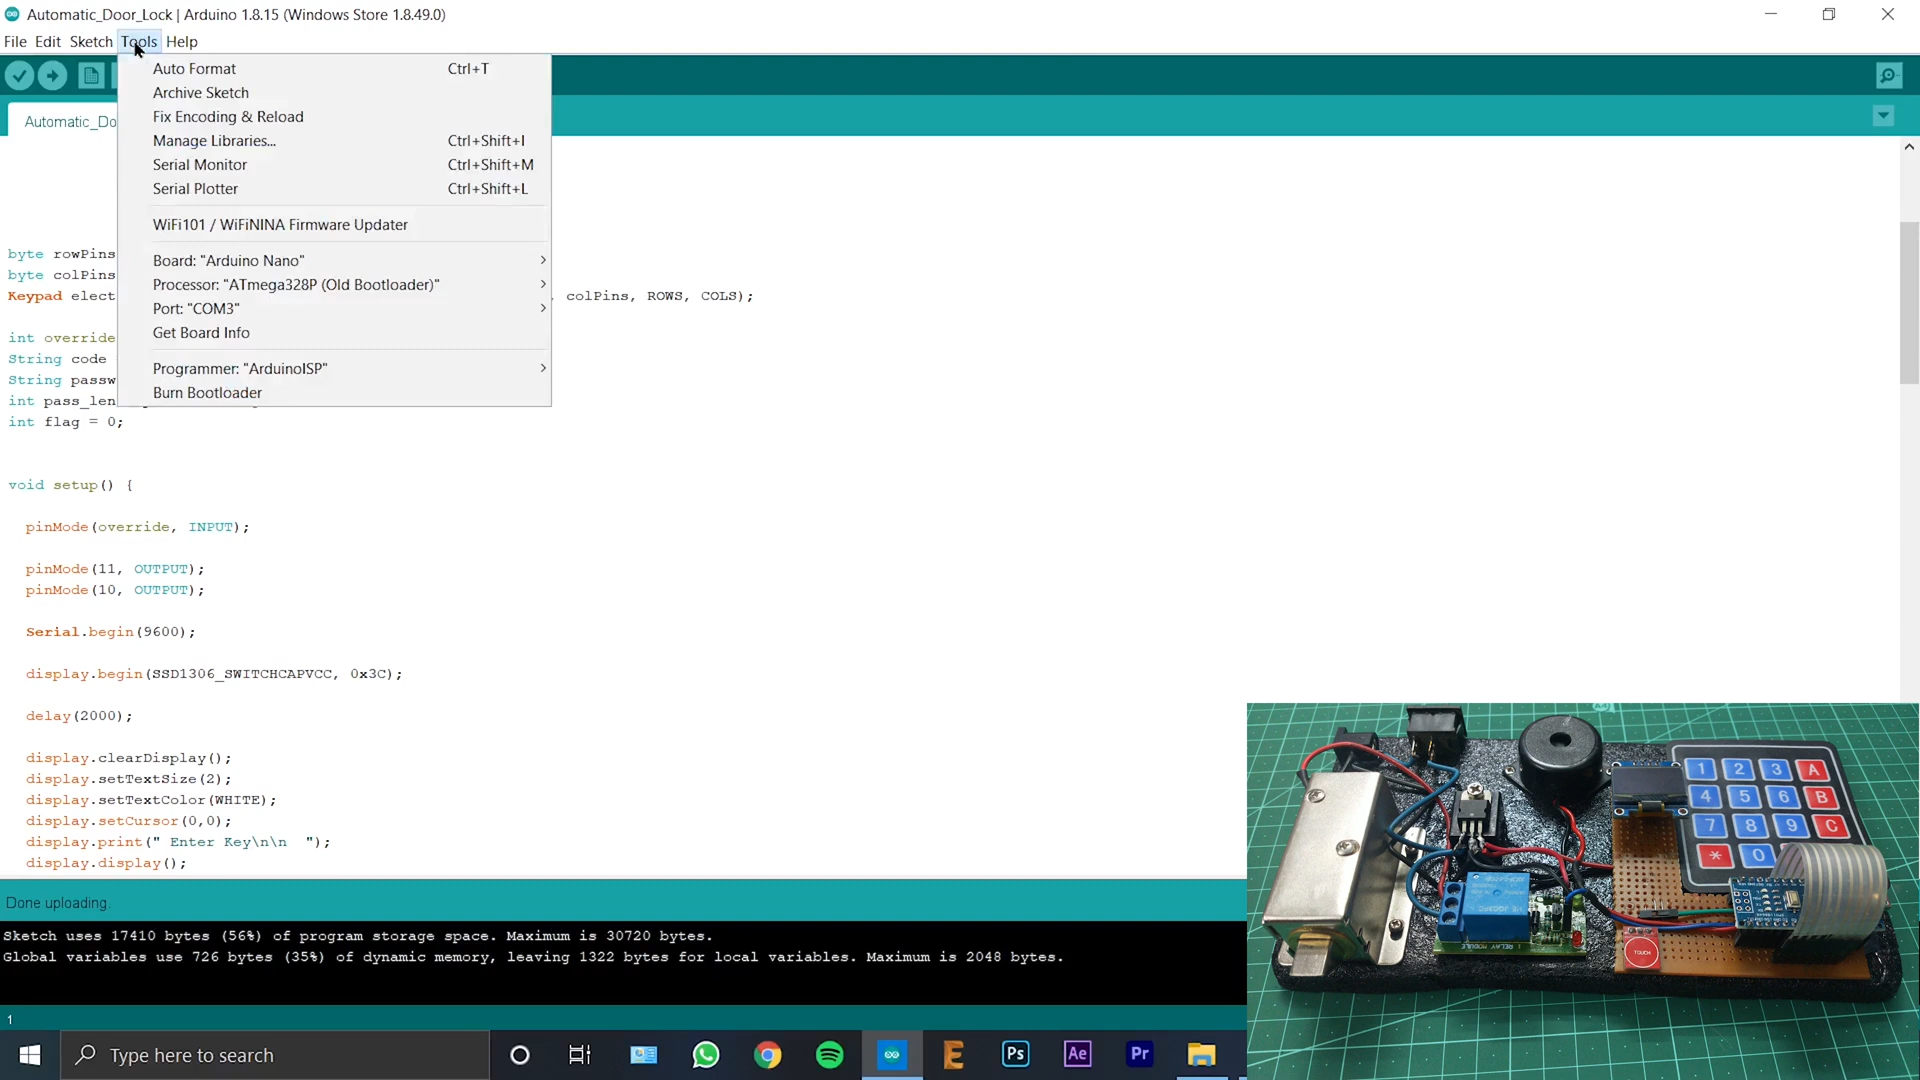 Automatic_Door_Lock | Arduino 1.8.15 (Windows Store 1.8.49.0)
File Edit Sketch Tools Help
Auto Format Ctrl+T
Archive Sketch
Fix Encoding & Reload
Manage Libraries... Ctrl+Shift+I
Serial Monitor Ctrl+Shift+M
Serial Plotter Ctrl+Shift+L
WiFi101 / WiFiNINA Firmware Updater
Board: "Arduino Nano"
Processor: "ATmega328P (Old Bootloader)"
Port: "COM3"
Get Board Info
Programmer: "ArduinoISP"
Burn Bootloader
Automatic_Do
byte rowPins
byte colPins
Keypad elect , colPins, ROWS, COLS);
int override
String code
String passw
int pass_len
int flag = 0;
void setup() {
pinMode(override, INPUT);
pinMode(11, OUTPUT);
pinMode(10, OUTPUT);
Serial.begin(9600);
display.begin(SSD1306_SWITCHCAPVCC, 0x3C);
delay(2000);
display.clearDisplay();
display.setTextSize(2);
display.setTextColor(WHITE);
display.setCursor(0,0);
display.print(" Enter Key\n\n  ");
display.display();
Done uploading.
Sketch uses 17410 bytes (56%) of program storage space. Maximum is 30720 bytes.
Global variables use 726 bytes (35%) of dynamic memory, leaving 1322 bytes for local variables. Maximum is 2048 bytes.
1
Type here to search
E
Ps
Ae
Pr
1 2 3 A
4 5 6 B
7 8 9 C
* 0
1 RELAY MODULE
TOUCH